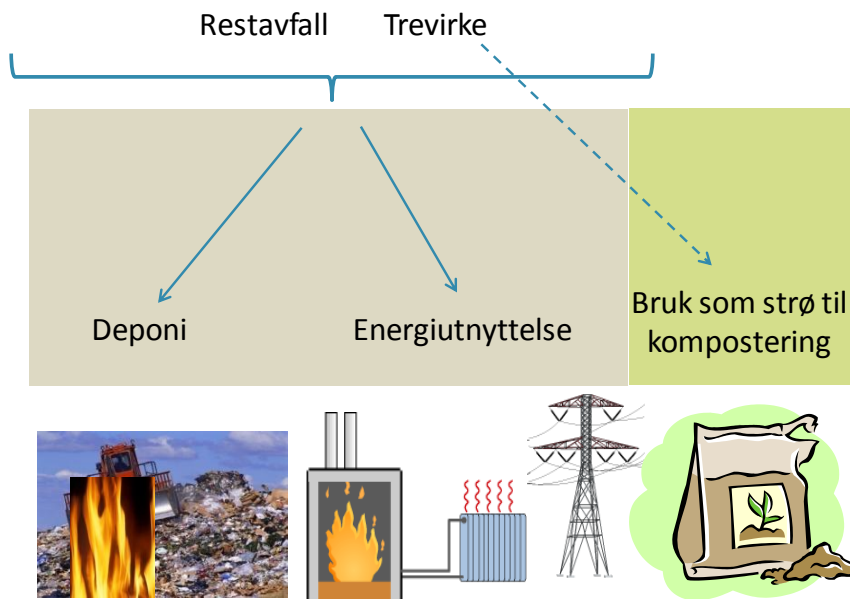 Restavfall Trevirke
Deponi
Energiutnyttelse
Bruk som strø til
kompostering